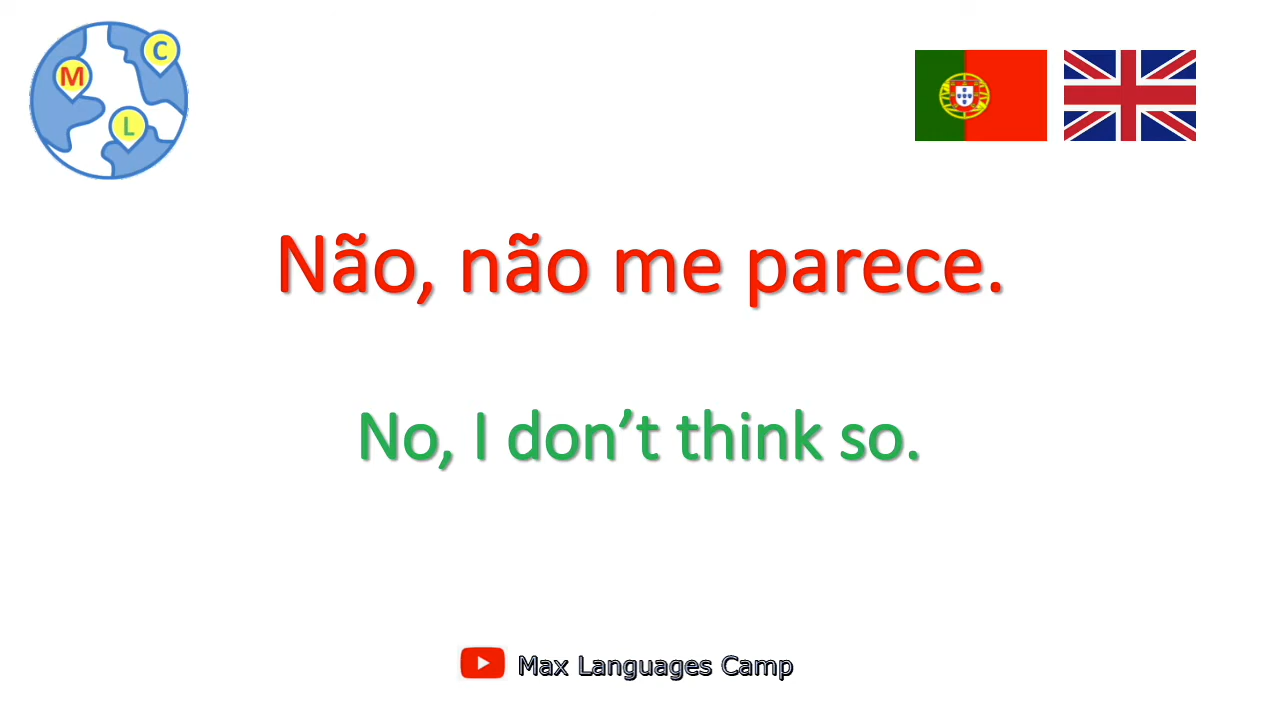 M
C
L
Não, não me parece.
No, I don’t think so.
Max Languages Camp